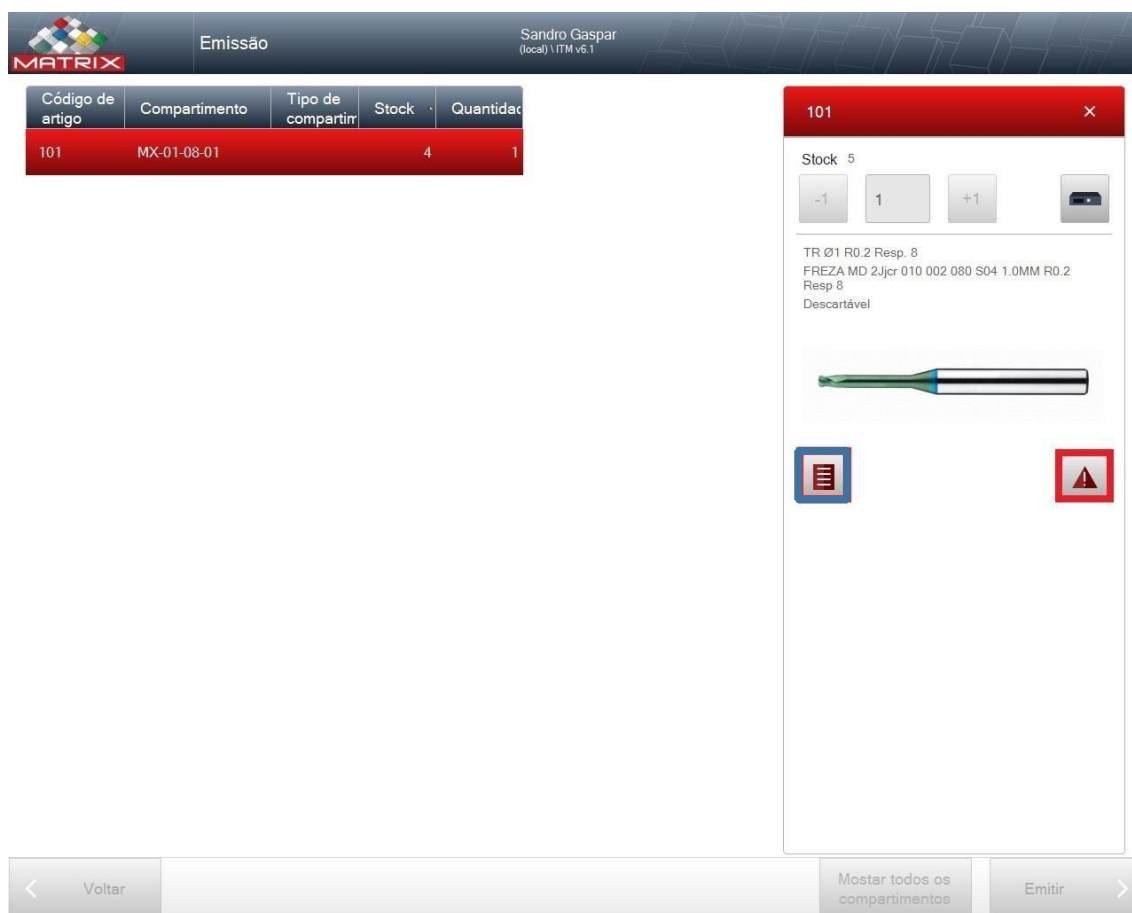 MATRIX
Emissão
Sandro Gaspar
(local) \ ITM v6.1
Código de
artigo
Compartimento
Tipo de
compartim
Stock
Quantidad
101
MX-01-08-01
4
1
101
Stock 5
-1
1
+1
TR Ø1 R0.2 Resp. 8
FREZA MD 2Jjcr 010 002 080 S04 1.0MM R0.2
Resp 8
Descartável
Voltar
Mostar todos os
compartimentos
Emitir